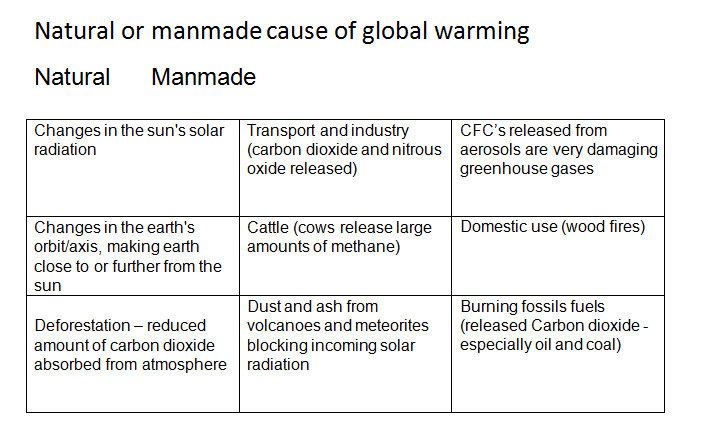 Natural or manmade cause of global warming
Natural Manmade
Changes in the sun's solar
radiation
Transport and industry
(carbon dioxide and nitrous
oxide released)
CFC's released from
aerosols are very damaging
greenhouse gases
Changes in the earth's
orbit/axis, making earth
close to or further from the
sun
Cattle (cows release large
amounts of methane)
Domestic use (wood fires)
Deforestation – reduced
amount of carbon dioxide
absorbed from atmosphere
Dust and ash from
volcanoes and meteorites
blocking incoming solar
radiation
Burning fossils fuels
(released Carbon dioxide -
especially oil and coal)